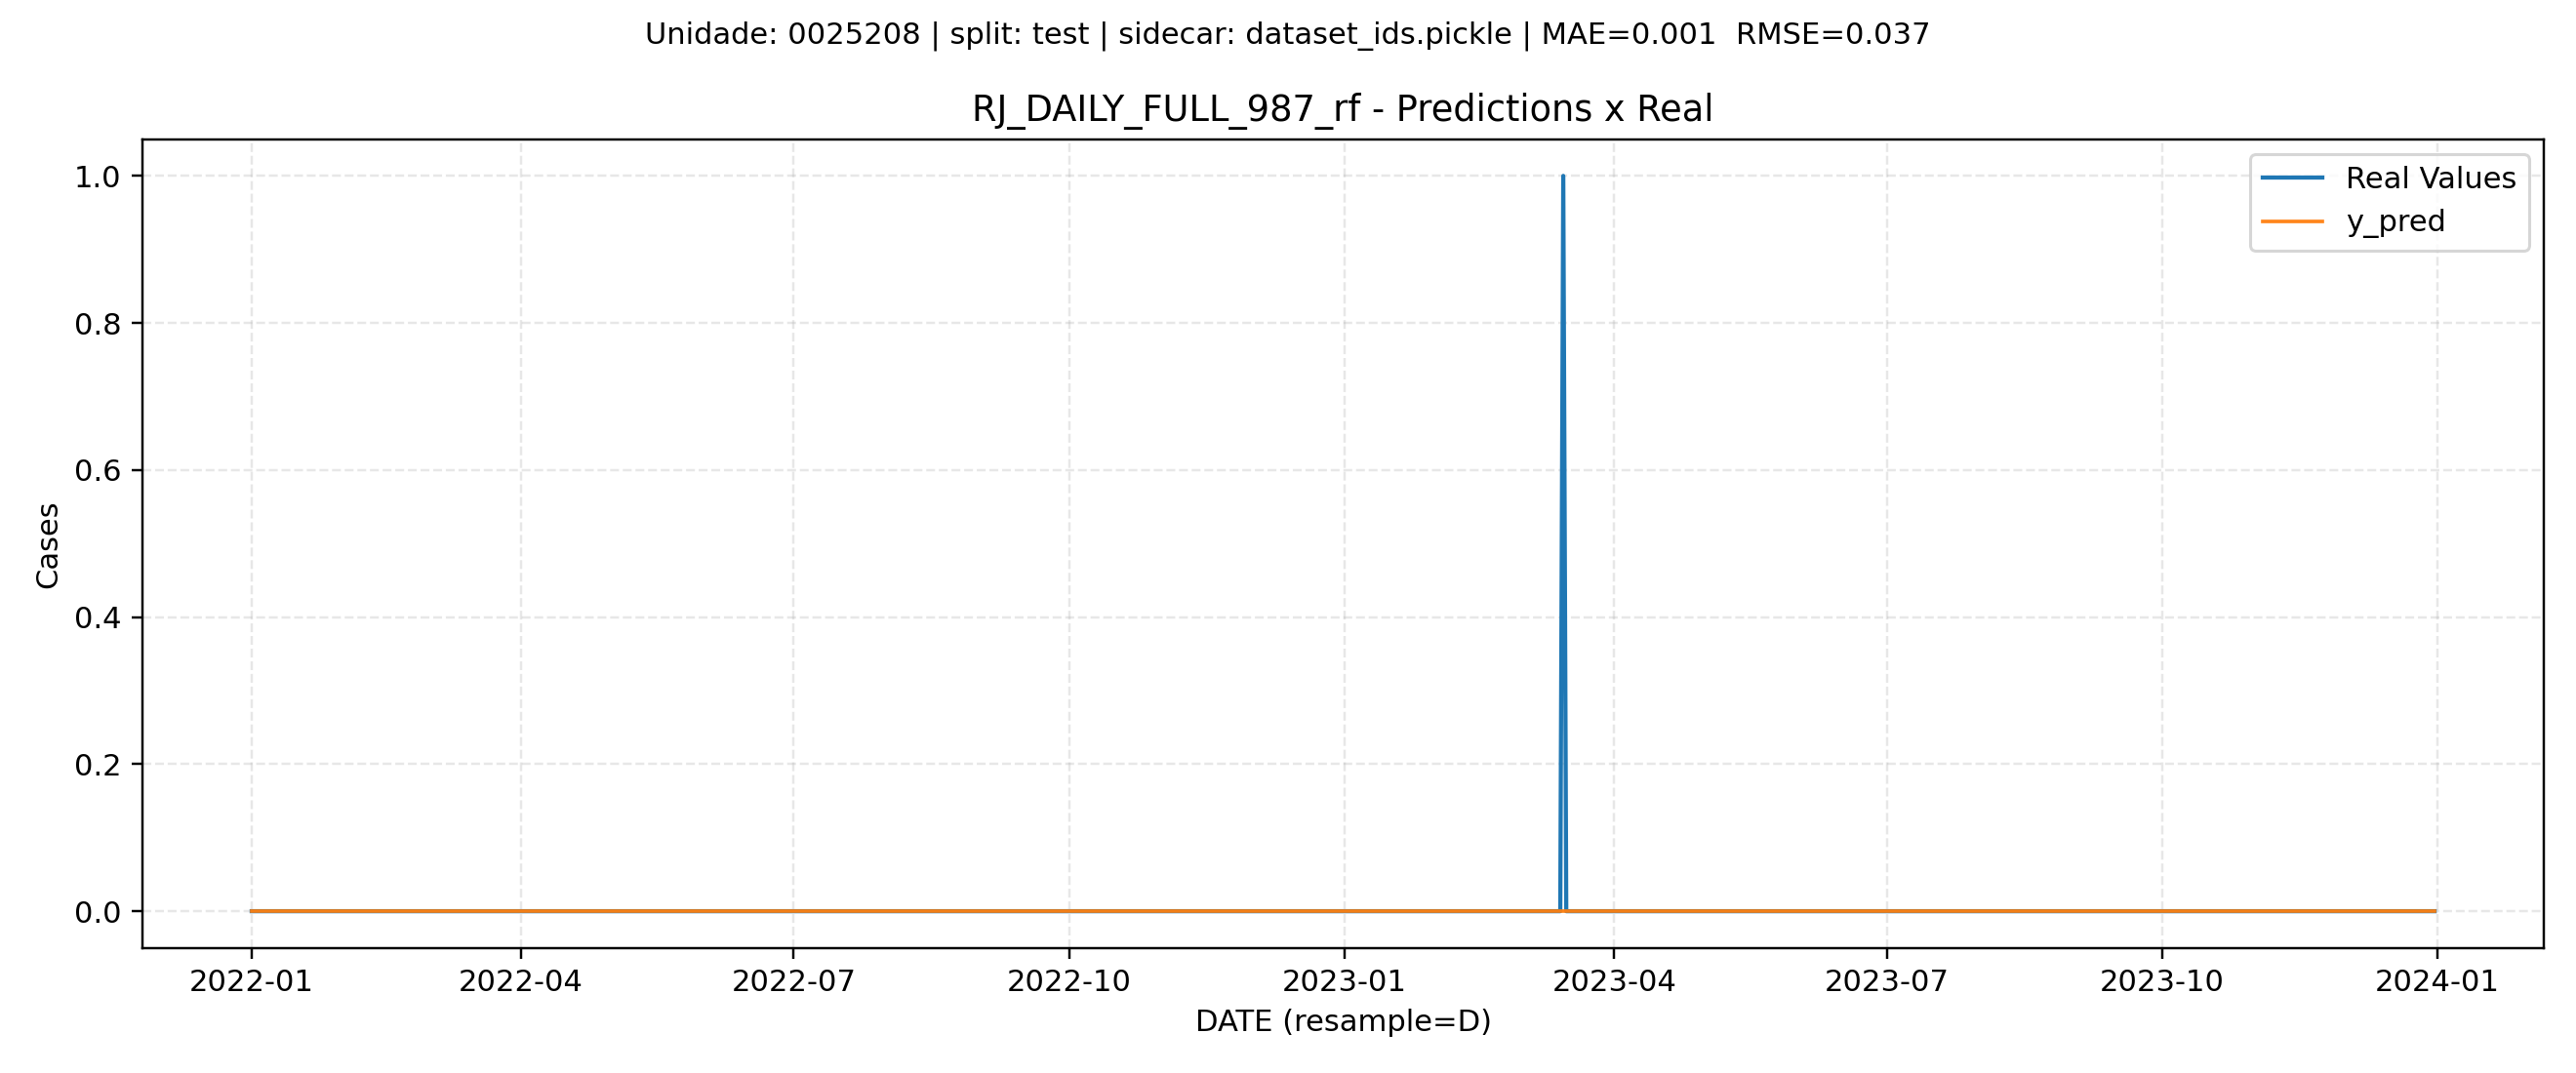 Unidade: 0025208 | split: test | sidecar: dataset_ids.pickle | MAE=0.001  RMSE=0.037
RJ_DAILY_FULL_987_rf - Predictions x Real
Real Values
y_pred
1.0
0.8
0.6
0.4
0.2
0.0
Cases
2022-01
2022-04
2022-07
2022-10
2023-01
2023-04
2023-07
2023-10
2024-01
DATE (resample=D)